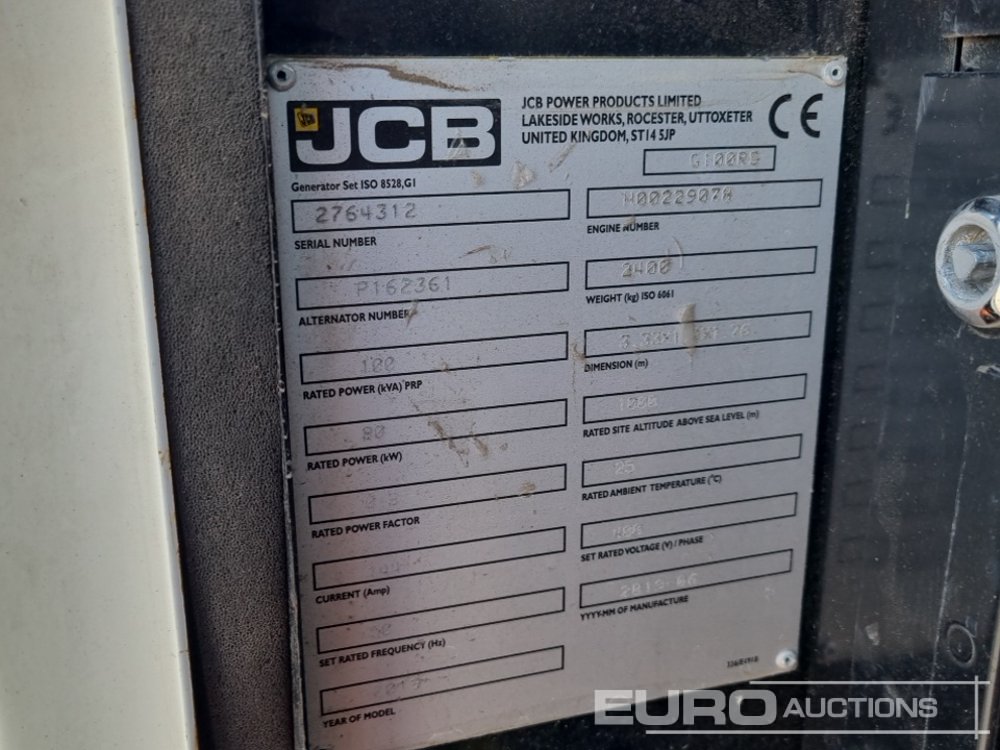 JCB
JCB POWER PRODUCTS LIMITED
LAKESIDE WORKS, ROCESTER, UTTOXETER
UNITED KINGDOM, ST14 5JP
CE
Generator Set ISO 8528,G1
2764312
SERIAL NUMBER
P162361
ALTERNATOR NUMBER
100
RATED POWER (kVA) PRP
80
RATED POWER (kW)
RATED POWER FACTOR
CURRENT (Amp)
SET RATED FREQUENCY (Hz)
YEAR OF MODEL
ENGINE NUMBER
2400
WEIGHT (kg) ISO 6061
DIMENSION (m)
1000
RATED SITE ALTITUDE ABOVE SEA LEVEL (m)
25
RATED AMBIENT TEMPERATURE (°C)
SET RATED VOLTAGE (V) / PHASE
YYYY-MM OF MANUFACTURE
EURO AUCTIONS